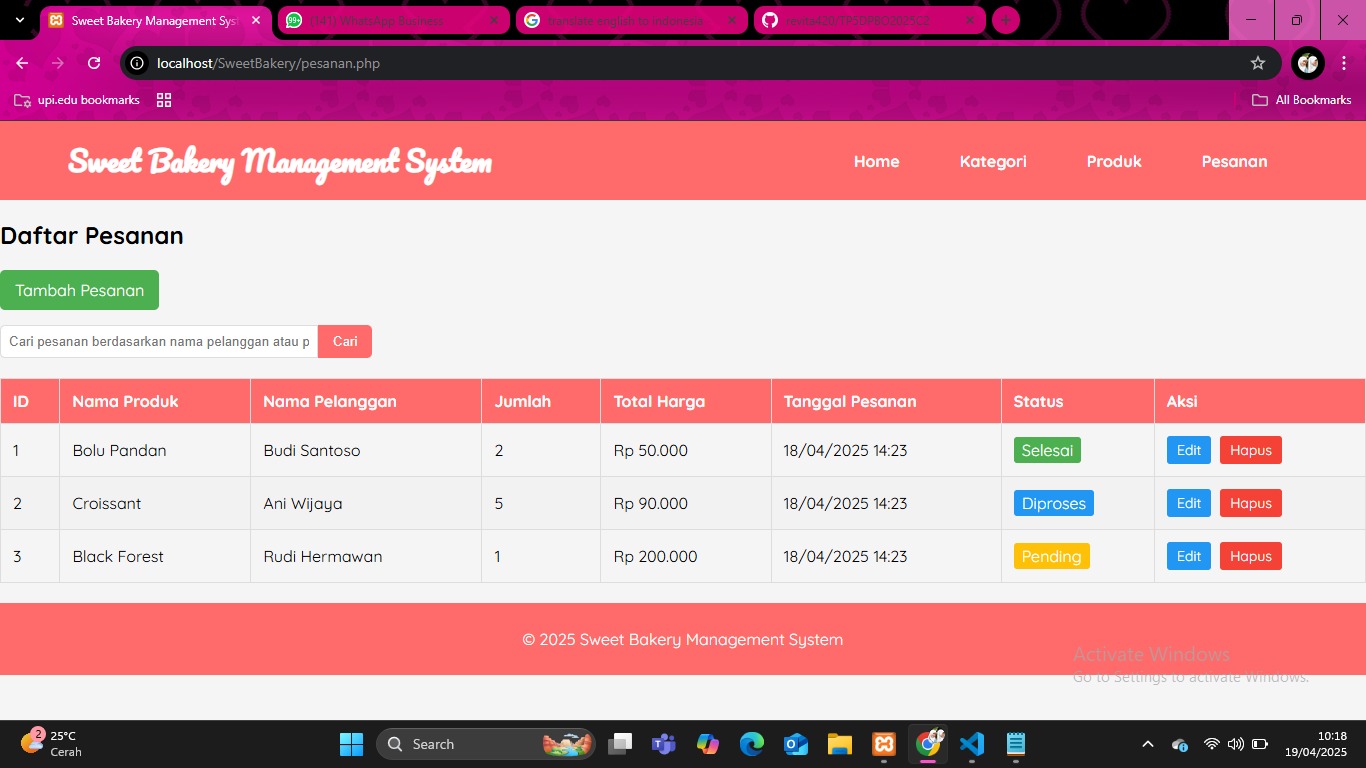 Sweet Bakery Management Sys
(141) WhatsApp Business
translate english to indonesia
revita420/TP5DPBO2025C2
localhost/SweetBakery/pesanan.php
upi.edu bookmarks
All Bookmarks
Sweet Bakery Management System
Home Kategori Produk Pesanan
Daftar Pesanan
Tambah Pesanan
Cari pesanan berdasarkan nama pelanggan atau p Cari
ID Nama Produk Nama Pelanggan Jumlah Total Harga Tanggal Pesanan Status Aksi
1 Bolu Pandan Budi Santoso 2 Rp 50.000 18/04/2025 14:23 Selesai Edit Hapus
2 Croissant Ani Wijaya 5 Rp 90.000 18/04/2025 14:23 Diproses Edit Hapus
3 Black Forest Rudi Hermawan 1 Rp 200.000 18/04/2025 14:23 Pending Edit Hapus
© 2025 Sweet Bakery Management System
Activate Windows
Go to Settings to activate Windows.
2 25°C
Cerah
Search
10:18
19/04/2025